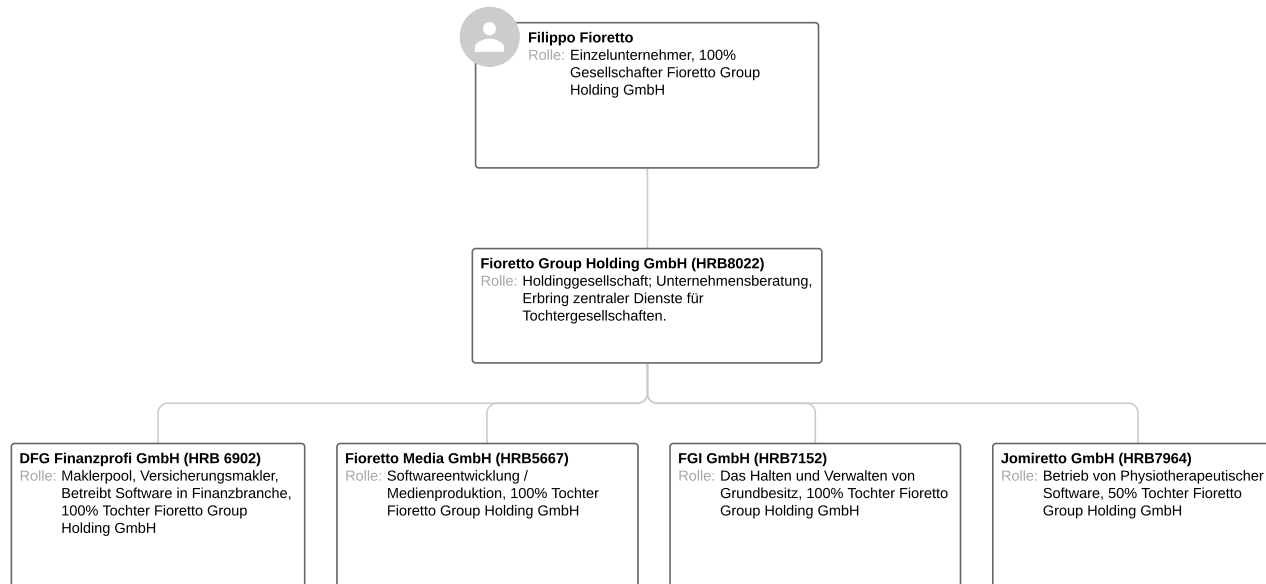 Filippo Fioretto
Rolle: Einzelunternehmer, 100%
Gesellschafter Fioretto Group
Holding GmbH
Fioretto Group Holding GmbH (HRB8022)
Rolle: Holdinggesellschaft; Unternehmensberatung,
Erbring zentraler Dienste für
Tochtergesellschaften.
DFG Finanzprofi GmbH (HRB 6902)
Rolle: Maklerpool, Versicherungsmakler,
Betreibt Software in Finanzbranche,
100% Tochter Fioretto Group
Holding GmbH
Fioretto Media GmbH (HRB5667)
Rolle: Softwareentwicklung /
Medienproduktion, 100% Tochter
Fioretto Group Holding GmbH
FGI GmbH (HRB7152)
Rolle: Das Halten und Verwalten von
Grundbesitz, 100% Tochter Fioretto
Group Holding GmbH
Jomiretto GmbH (HRB7964)
Rolle: Betrieb von Physiotherapeutischer
Software, 50% Tochter Fioretto
Group Holding GmbH